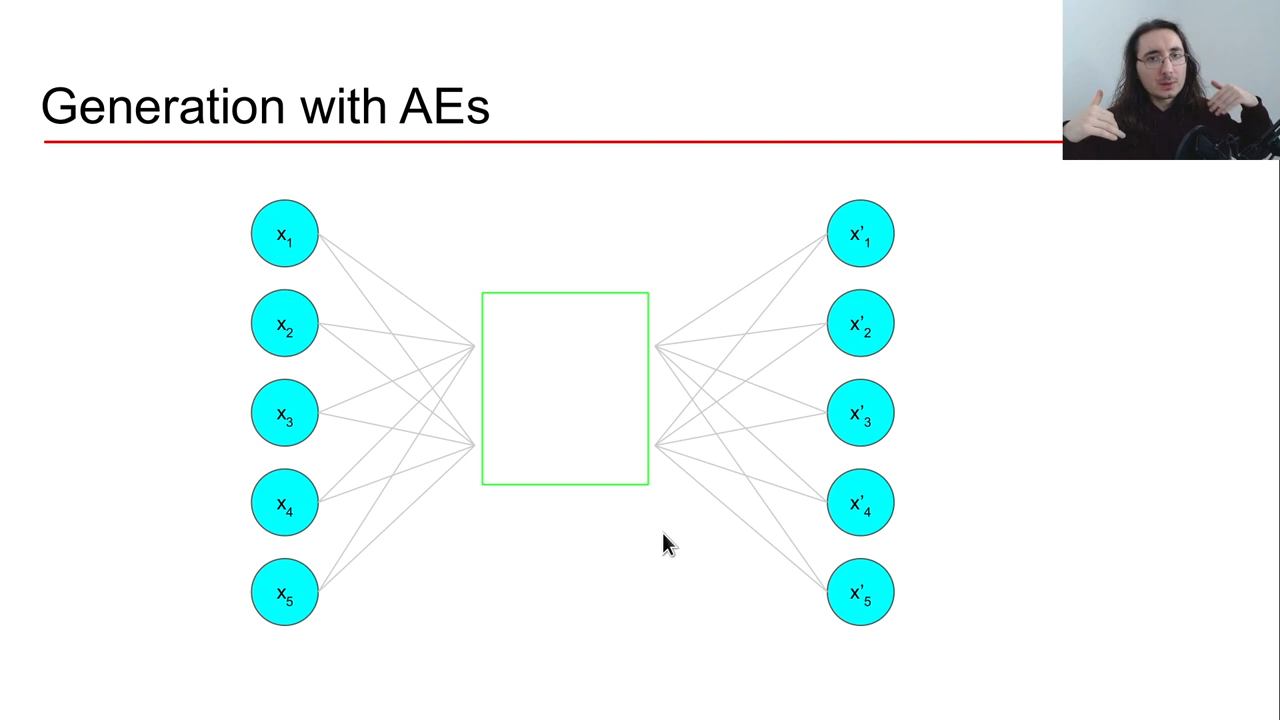 Generation with AEs
x1 x'1
x2 x'2
x3 x'3
x4 x'4
x5 x'5